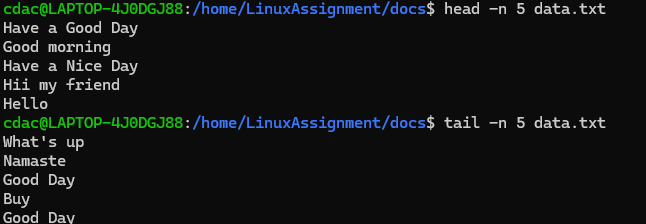 cdac@LAPTOP-4J0DGJ88:/home/LinuxAssignment/docs$ head -n 5 data.txt
Have a Good Day
Good morning
Have a Nice Day
Hii my friend
Hello
cdac@LAPTOP-4J0DGJ88:/home/LinuxAssignment/docs$ tail -n 5 data.txt
What's up
Namaste
Good Day
Buy
Good Day